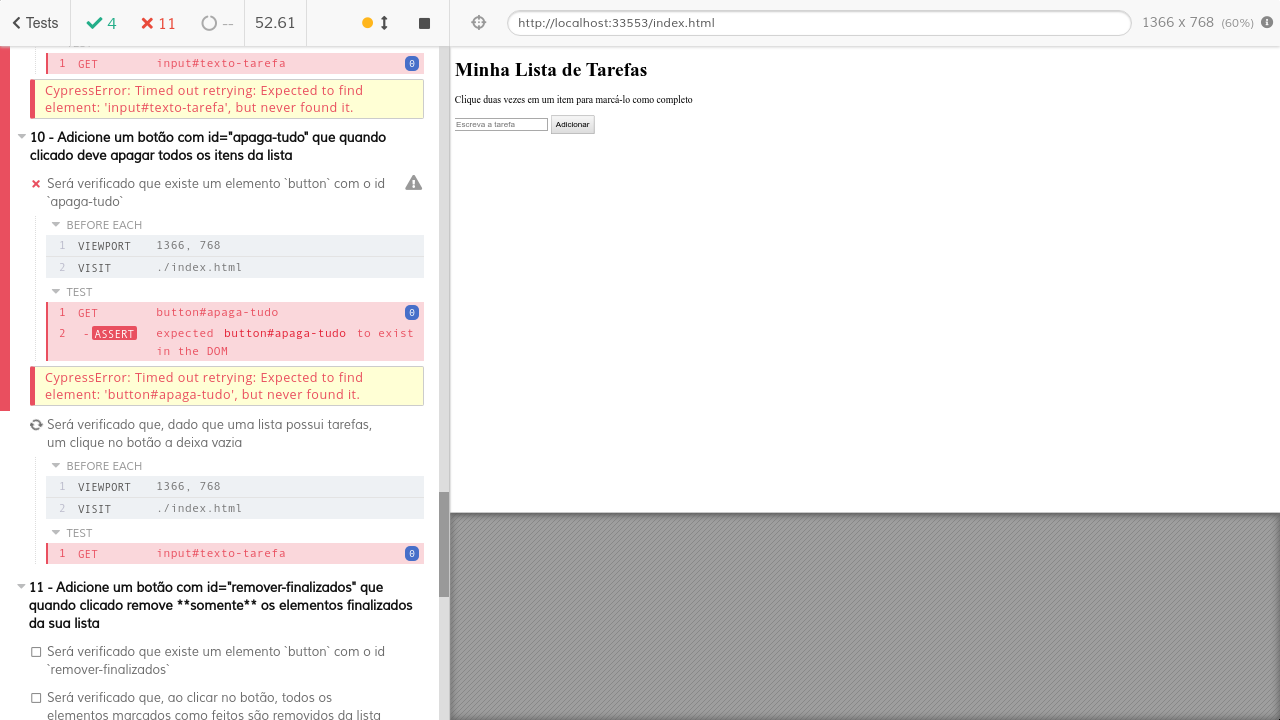 Tests
4
11
--
52.61
http://localhost:33553/index.html
1366 x 768 (60%)
1 GET input#texto-tarefa 0
CypressError: Timed out retrying: Expected to find
element: 'input#texto-tarefa', but never found it.
10 - Adicione um botão com id="apaga-tudo" que quando
clicado deve apagar todos os itens da lista
Será verificado que existe um elemento `button` com o id
`apaga-tudo`
BEFORE EACH
1 VIEWPORT 1366, 768
2 VISIT ./index.html
TEST
1 GET button#apaga-tudo 0
2 -ASSERT expected button#apaga-tudo to exist
in the DOM
CypressError: Timed out retrying: Expected to find
element: 'button#apaga-tudo', but never found it.
Será verificado que, dado que uma lista possui tarefas,
um clique no botão a deixa vazia
BEFORE EACH
1 VIEWPORT 1366, 768
2 VISIT ./index.html
TEST
1 GET input#texto-tarefa 0
11 - Adicione um botão com id="remover-finalizados" que
quando clicado remove **somente** os elementos finalizados
da sua lista
Será verificado que existe um elemento `button` com o id
`remover-finalizados`
Será verificado que, ao clicar no botão, todos os
elementos marcados como feitos são removidos da lista
Minha Lista de Tarefas
Clique duas vezes em um item para marcá-lo como completo
Escreva a tarefa
Adicionar